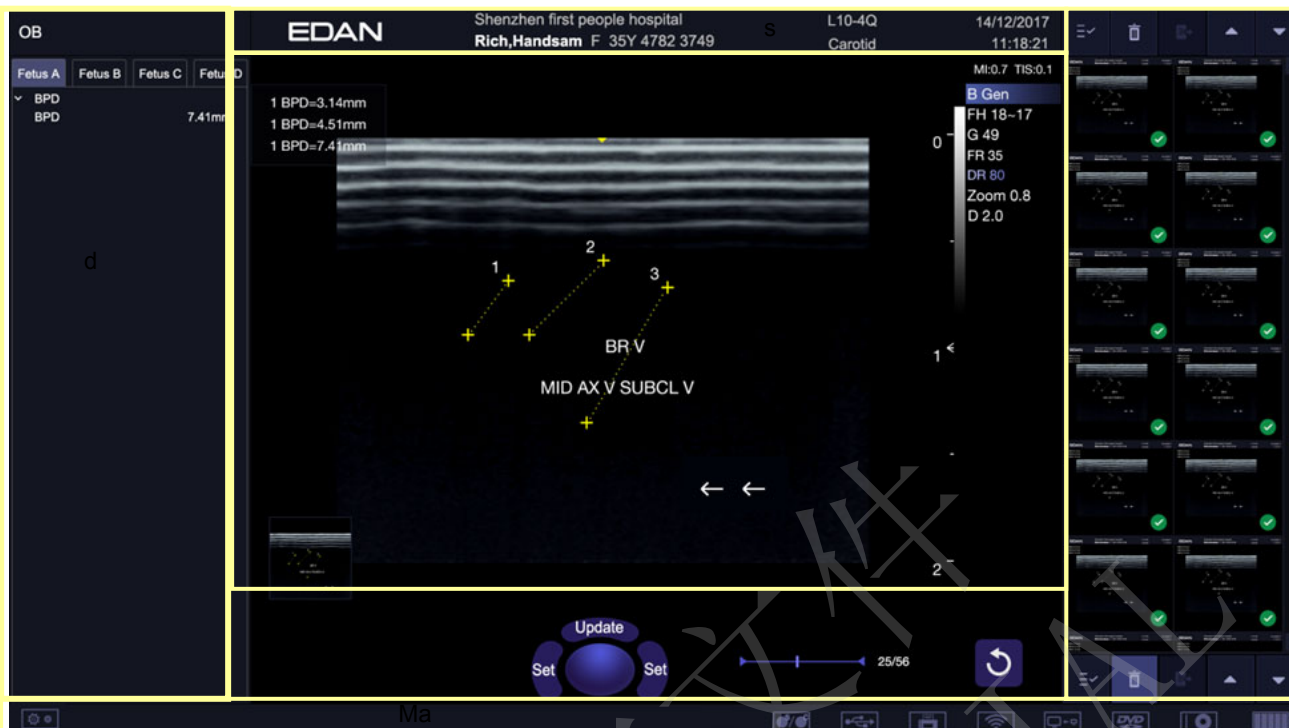 OB
EDAN
Shenzhen first people hospital
Rich,Handsam F 35Y 4782 3749
s
L10-4Q
Carotid
14/12/2017
11:18:21
Fetus A Fetus B Fetus C Fetus D
BPD
BPD 7.41mm
d
1 BPD=3.14mm
1 BPD=4.51mm
1 BPD=7.41mm
MI:0.7 TIS:0.1
B Gen
FH 18~17
G 49
FR 35
DR 80
Zoom 0.8
D 2.0
0
1
2
1
2
3
BR V
MID AX V SUBCL V
Update
Set
Set
25/56
Ma
DVD
文件